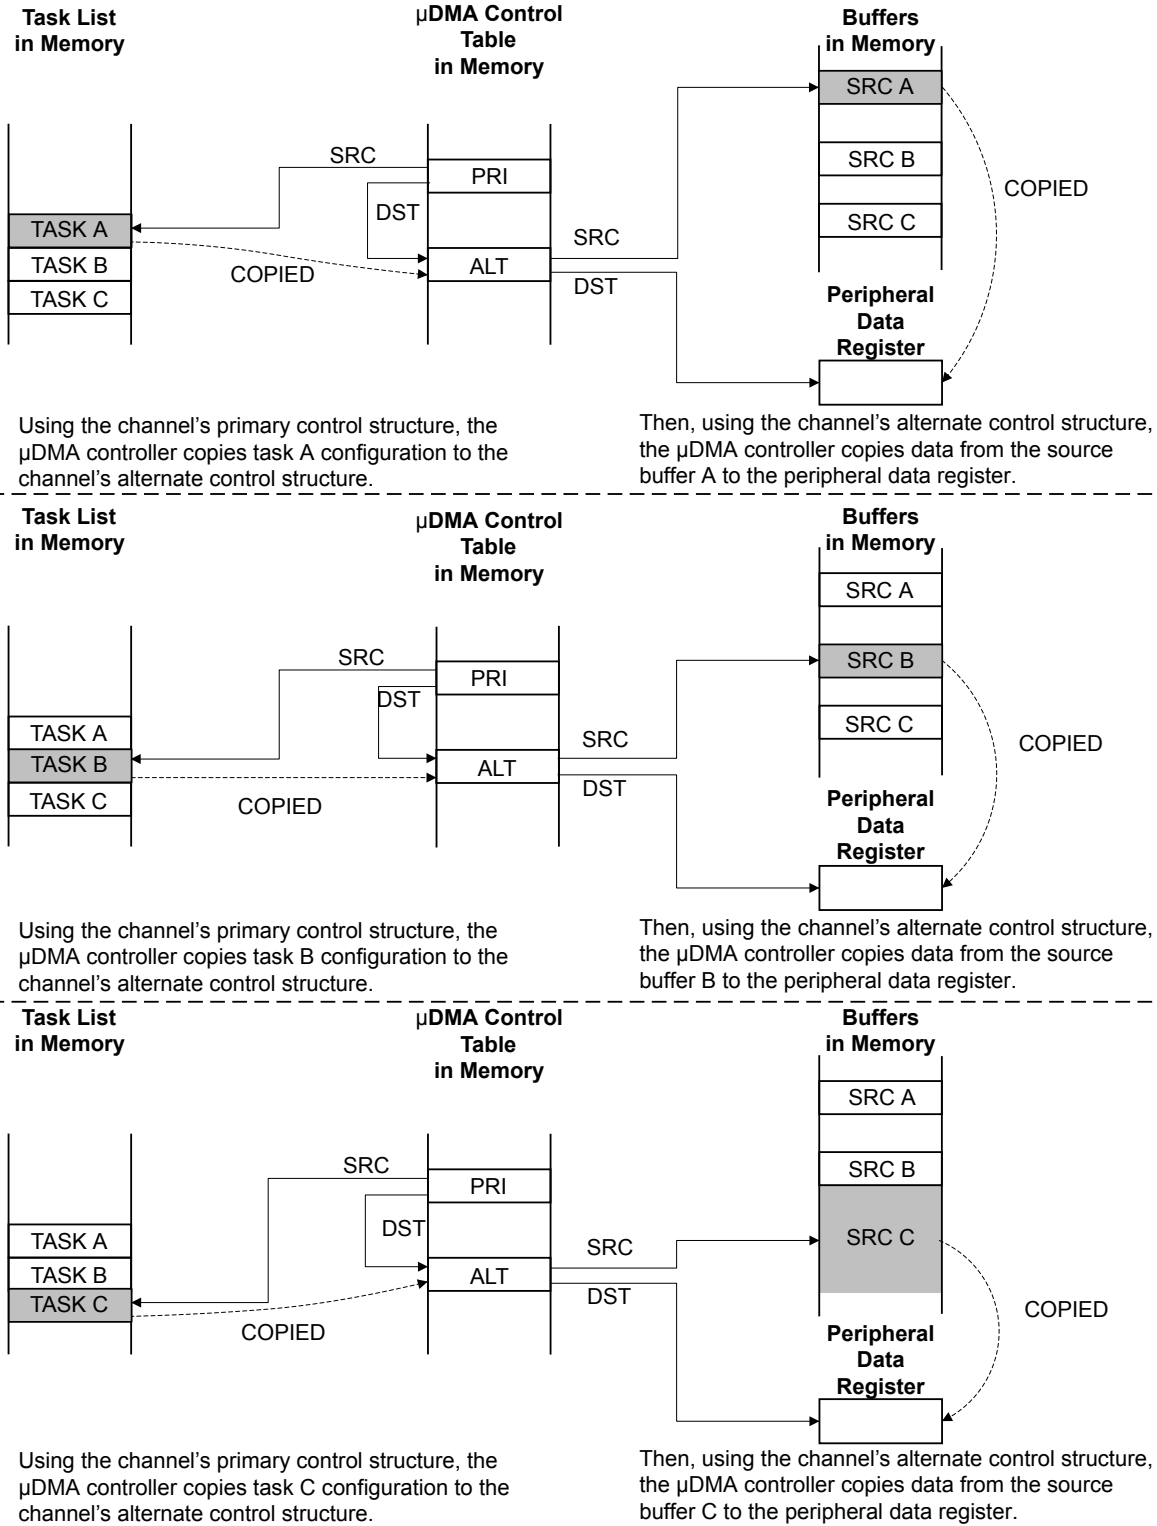 Task List
in Memory
µDMA Control
Table
in Memory
Buffers
in Memory
SRC A
SRC
PRI
SRC B
COPIED
DST
SRC C
TASK A
SRC
TASK B
COPIED
ALT
DST
TASK C
Peripheral
Data
Register
Using the channel's primary control structure, the
µDMA controller copies task A configuration to the
channel's alternate control structure.
Then, using the channel's alternate control structure,
the µDMA controller copies data from the source
buffer A to the peripheral data register.
Task List
in Memory
µDMA Control
Table
in Memory
Buffers
in Memory
SRC A
SRC
PRI
SRC B
DST
SRC C
TASK A
SRC
COPIED
TASK B
ALT
DST
TASK C
COPIED
Peripheral
Data
Register
Using the channel's primary control structure, the
µDMA controller copies task B configuration to the
channel's alternate control structure.
Then, using the channel's alternate control structure,
the µDMA controller copies data from the source
buffer B to the peripheral data register.
Task List
in Memory
µDMA Control
Table
in Memory
Buffers
in Memory
SRC A
SRC
PRI
SRC B
DST
SRC C
TASK A
SRC
TASK B
ALT
DST
TASK C
COPIED
COPIED
Peripheral
Data
Register
Using the channel's primary control structure, the
µDMA controller copies task C configuration to the
channel's alternate control structure.
Then, using the channel's alternate control structure,
the µDMA controller copies data from the source
buffer C to the peripheral data register.